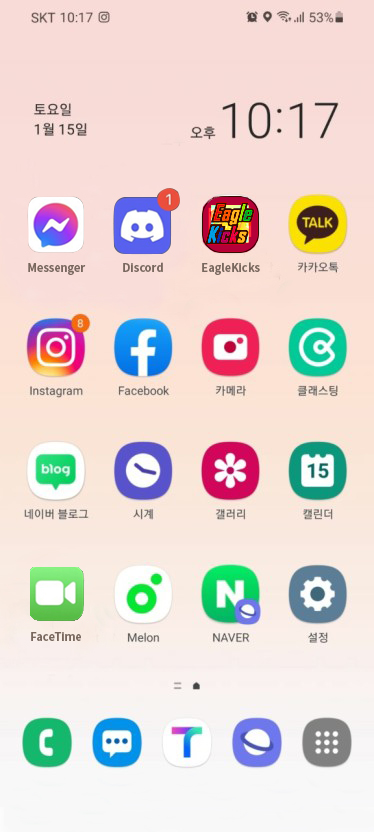 SKT 10:17
53%
토요일
1월 15일
오후 10:17
1
Eagle
Kicks!
TALK
Messenger
Discord
EagleKicks
카카오톡
8
Instagram
Facebook
카메라
클래스팅
blog
15
네이버 블로그
시계
갤러리
캘린더
N
FaceTime
Melon
NAVER
설정
T